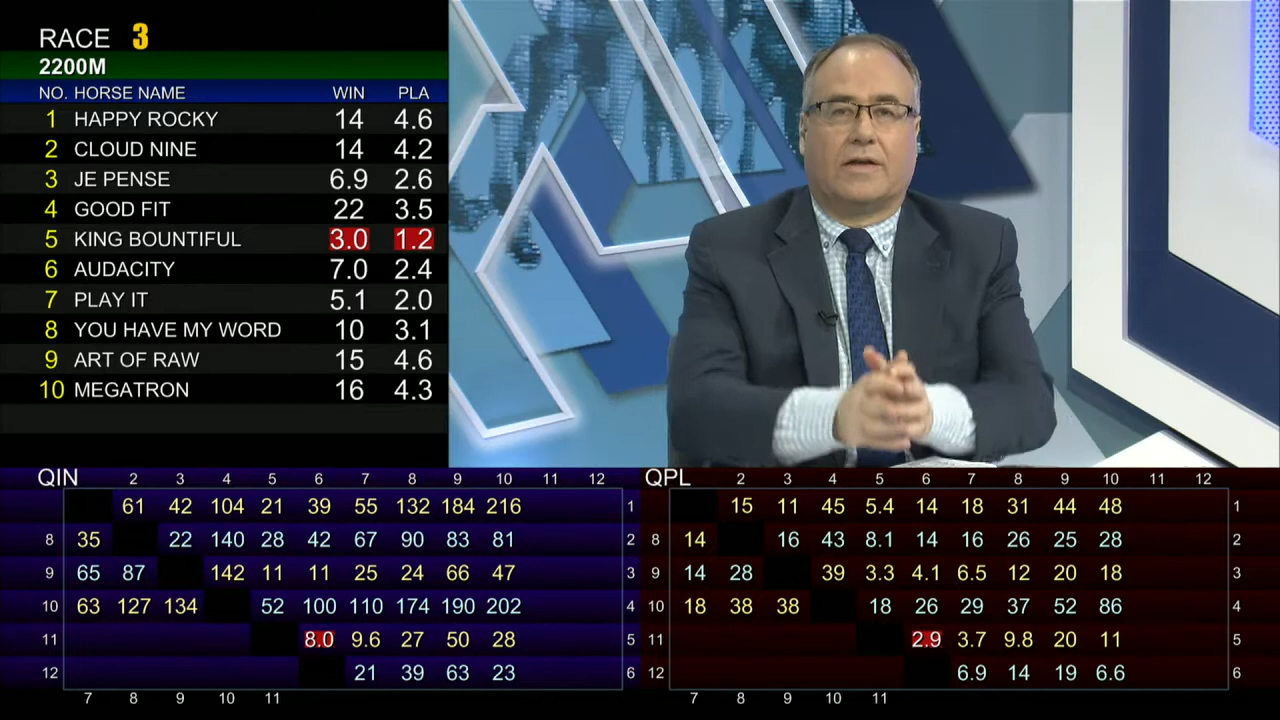 RACE 3
2200M
NO. HORSE NAME WIN PLA
1 HAPPY ROCKY 14 4.6
2 CLOUD NINE 14 4.2
3 JE PENSE 6.9 2.6
4 GOOD FIT 22 3.5
5 KING BOUNTIFUL 3.0 1.2
6 AUDACITY 7.0 2.4
7 PLAY IT 5.1 2.0
8 YOU HAVE MY WORD 10 3.1
9 ART OF RAW 15 4.6
10 MEGATRON 16 4.3
QIN 2 3 4 5 6 7 8 9 10 11 12
61 42 104 21 39 55 132 184 216 1
8 35 22 140 28 42 67 90 83 81 2
9 65 87 142 11 11 25 24 66 47 3
10 63 127 134 52 100 110 174 190 202 4
11 8.0 9.6 27 50 28 5
12 21 39 63 23 6
7 8 9 10 11
QPL 2 3 4 5 6 7 8 9 10 11 12
15 11 45 5.4 14 18 31 44 48 1
8 14 16 43 8.1 14 16 26 25 28 2
9 14 28 39 3.3 4.1 6.5 12 20 18 3
10 18 38 38 18 26 29 37 52 86 4
11 2.9 3.7 9.8 20 11 5
12 6.9 14 19 6.6 6
7 8 9 10 11